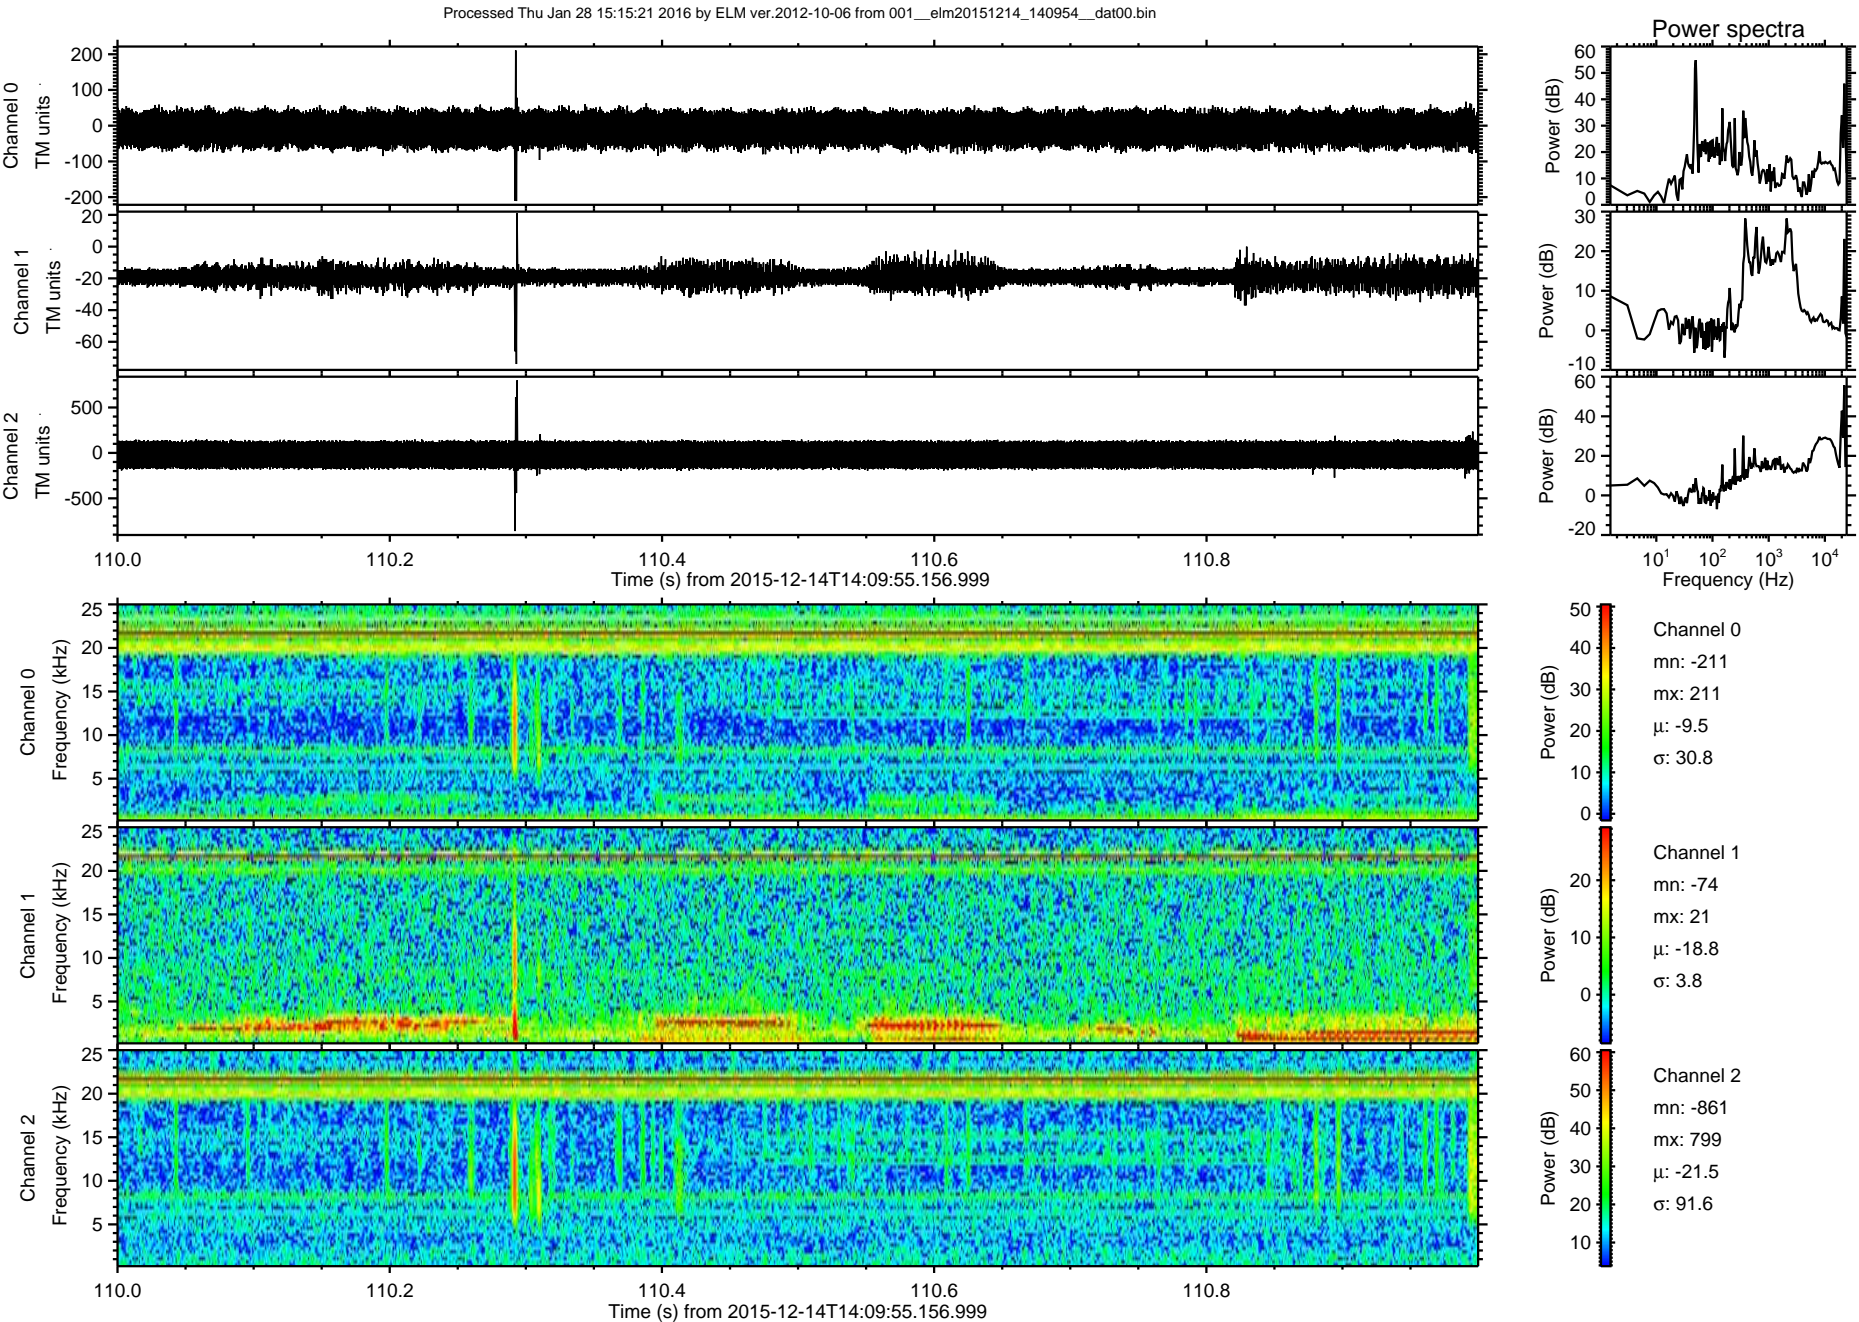 Processed Thu Jan 28 15:15:21 2016 by ELM ver.2012-10-06 from 001__elm20151214_140954__dat00.bin
Power spectra
Channel 0
TM units
200
100
0
-100
-200
Power (dB)
60
50
40
30
20
10
0
Channel 1
TM units
20
0
-20
-40
-60
Power (dB)
30
20
10
0
-10
Channel 2
TM units
500
0
-500
Power (dB)
60
40
20
0
-20
110.0 110.2 110.4 110.6 110.8
Time (s) from 2015-12-14T14:09:55.156.999
10^1 10^2 10^3 10^4
Frequency (Hz)
Channel 0
Frequency (kHz)
25
20
15
10
5
Power (dB)
50
40
30
20
10
0
Channel 0
mn: -211
mx: 211
μ: -9.5
σ: 30.8
Channel 1
Frequency (kHz)
25
20
15
10
5
Power (dB)
20
10
0
Channel 1
mn: -74
mx: 21
μ: -18.8
σ: 3.8
Channel 2
Frequency (kHz)
25
20
15
10
5
Power (dB)
60
50
40
30
20
10
Channel 2
mn: -861
mx: 799
μ: -21.5
σ: 91.6
110.0 110.2 110.4 110.6 110.8
Time (s) from 2015-12-14T14:09:55.156.999